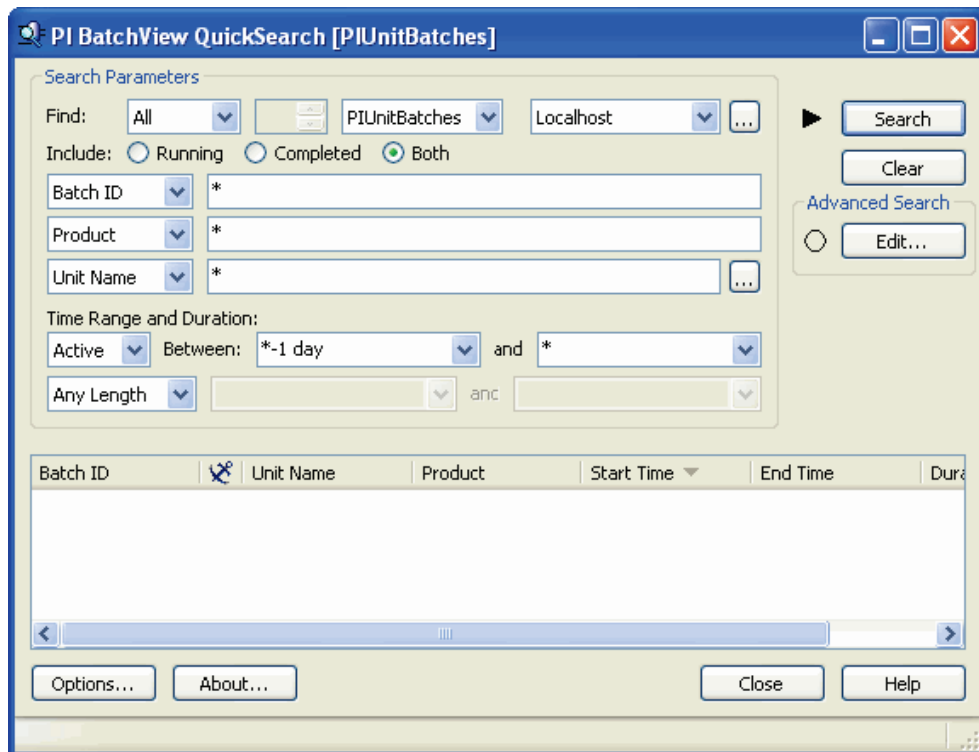 PI BatchView QuickSearch [PIUnitBatches]
Search Parameters
Find: All PIUnitBatches Localhost ... Search
Include: Running Completed Both
Clear
Batch ID *
Advanced Search
Product * Edit...
Unit Name * ...
Time Range and Duration:
Active Between: *-1 day and *
Any Length anc
Batch ID Unit Name Product Start Time End Time Dura
Options... About... Close Help